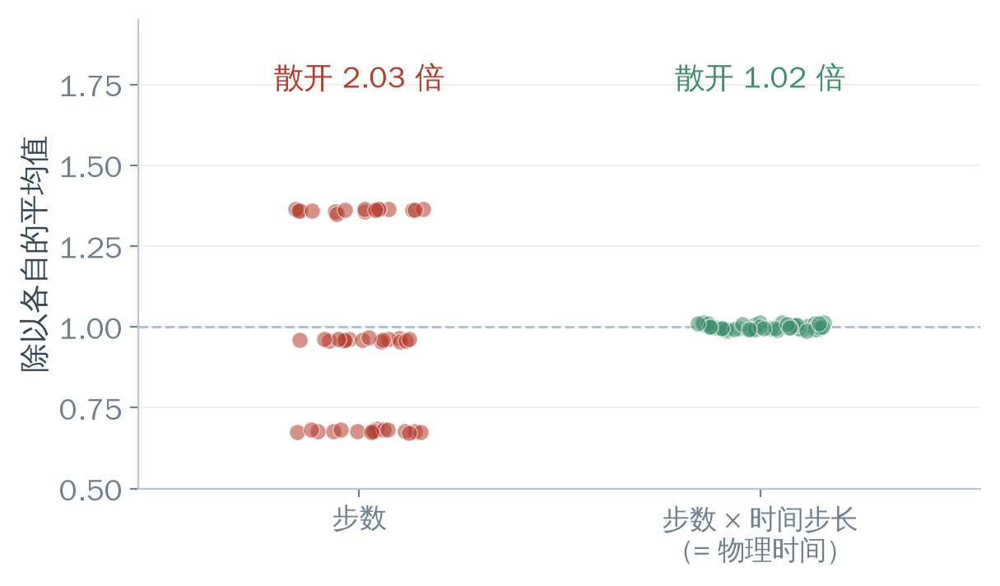 散开 2.03 倍
散开 1.02 倍
除以各自的平均值
1.75
1.50
1.25
1.00
0.75
0.50
步数
步数 × 时间步长
（= 物理时间）